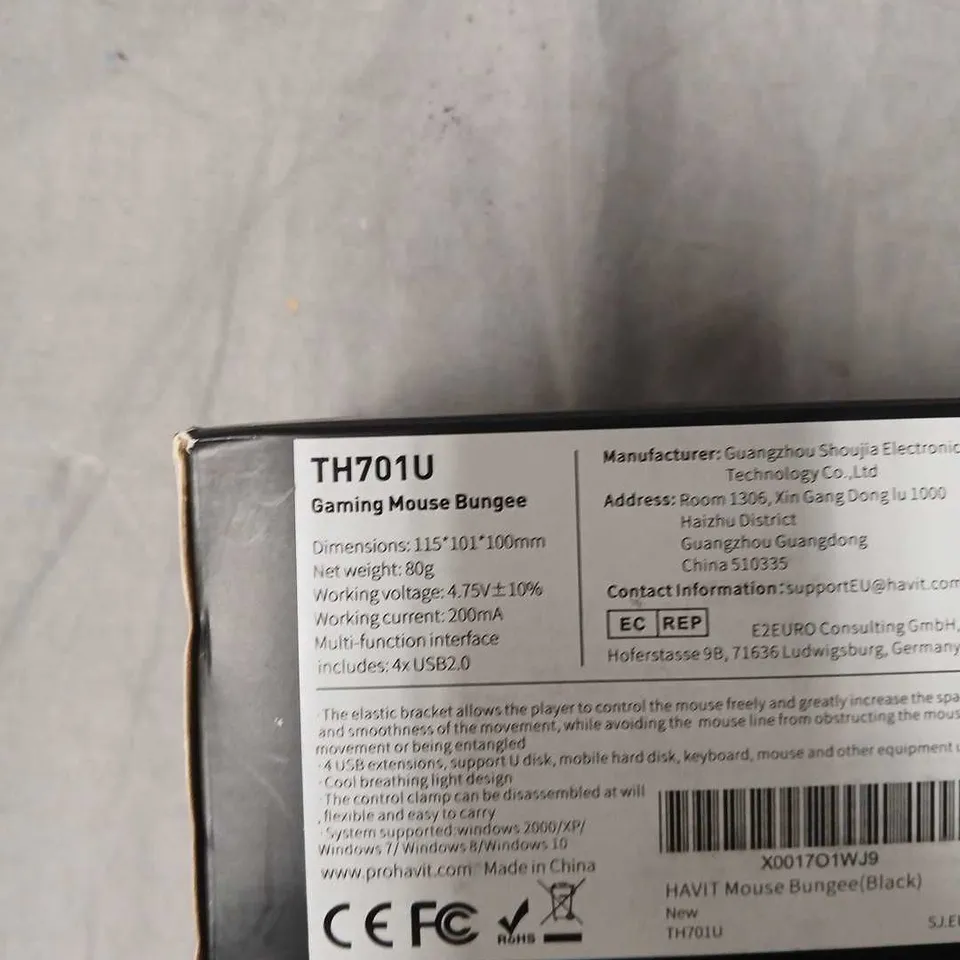 TH701U
Gaming Mouse Bungee
Dimensions: 115*101*100mm
Net weight: 80g
Working voltage: 4.75V±10%
Working current: 200mA
Multi-function interface
includes: 4x USB2.0
Manufacturer: Guangzhou Shoujia Electronic
Technology Co.,Ltd
Address: Room 1306, Xin Gang Dong lu 1000
Haizhu District
Guangzhou Guangdong
China 510335
Contact Information:supportEU@havit.com
EC REP
E2EURO Consulting GmbH,
Hoferstasse 9B, 71636 Ludwigsburg, Germany
·The elastic bracket allows the player to control the mouse freely and greatly increase the
and smoothness of the movement, while avoiding the mouse line from obstructing the
movement or being entangled
·4 USB extensions, support U disk, mobile hard disk, keyboard, mouse and other equipment
·Cool breathing light design
·The control clamp can be disassembled at will
,flexible and easy to carry
·System supported:windows 2000/XP/
Windows 7/ Windows 8/Windows 10
www.prohavit.com Made in China
CE FC RoHS
X0017O1WJ9
HAVIT Mouse Bungee(Black)
New
TH701U